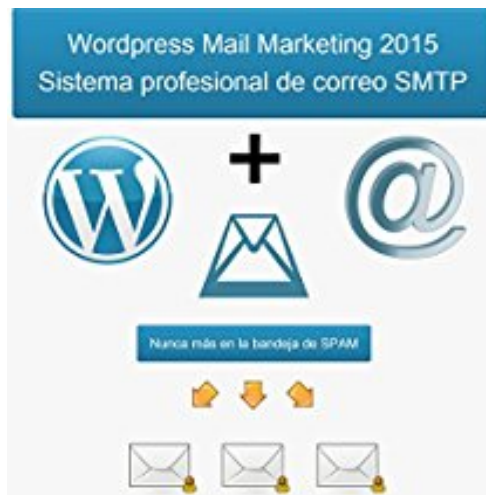 Wordpress Mail Marketing 2015
Sistema profesional de correo SMTP
W
@
Nunca más en la bandeja de SPAM